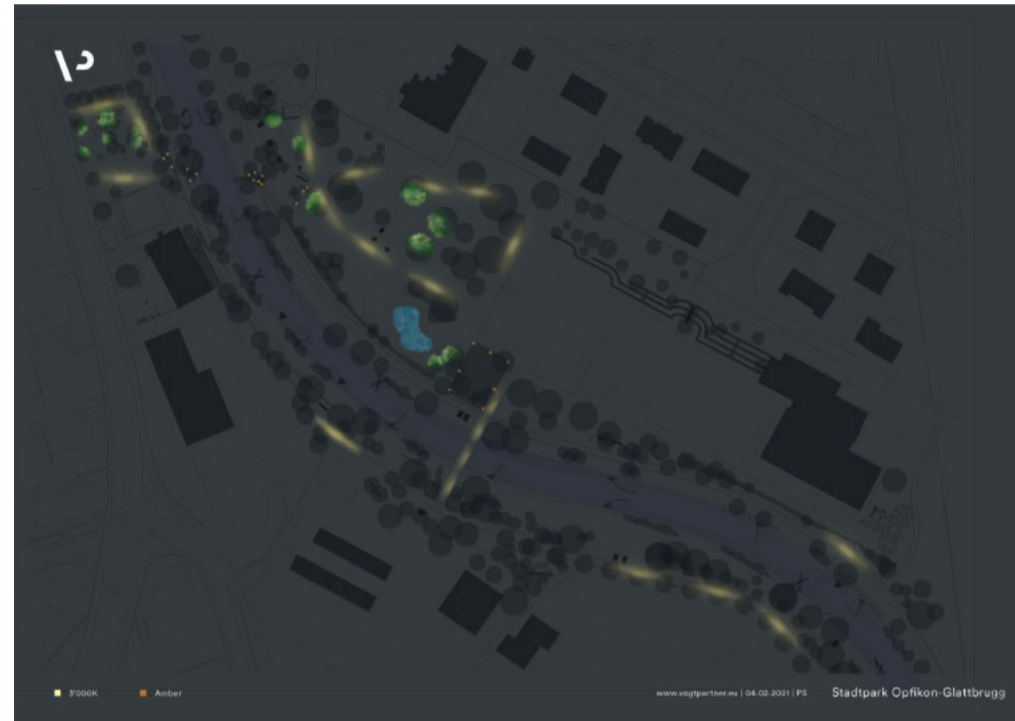 3'000K
Amber
www.vogtpartner.eu | 04.02.2021 | PS
Stadtpark Opfikon-Glattbrugg